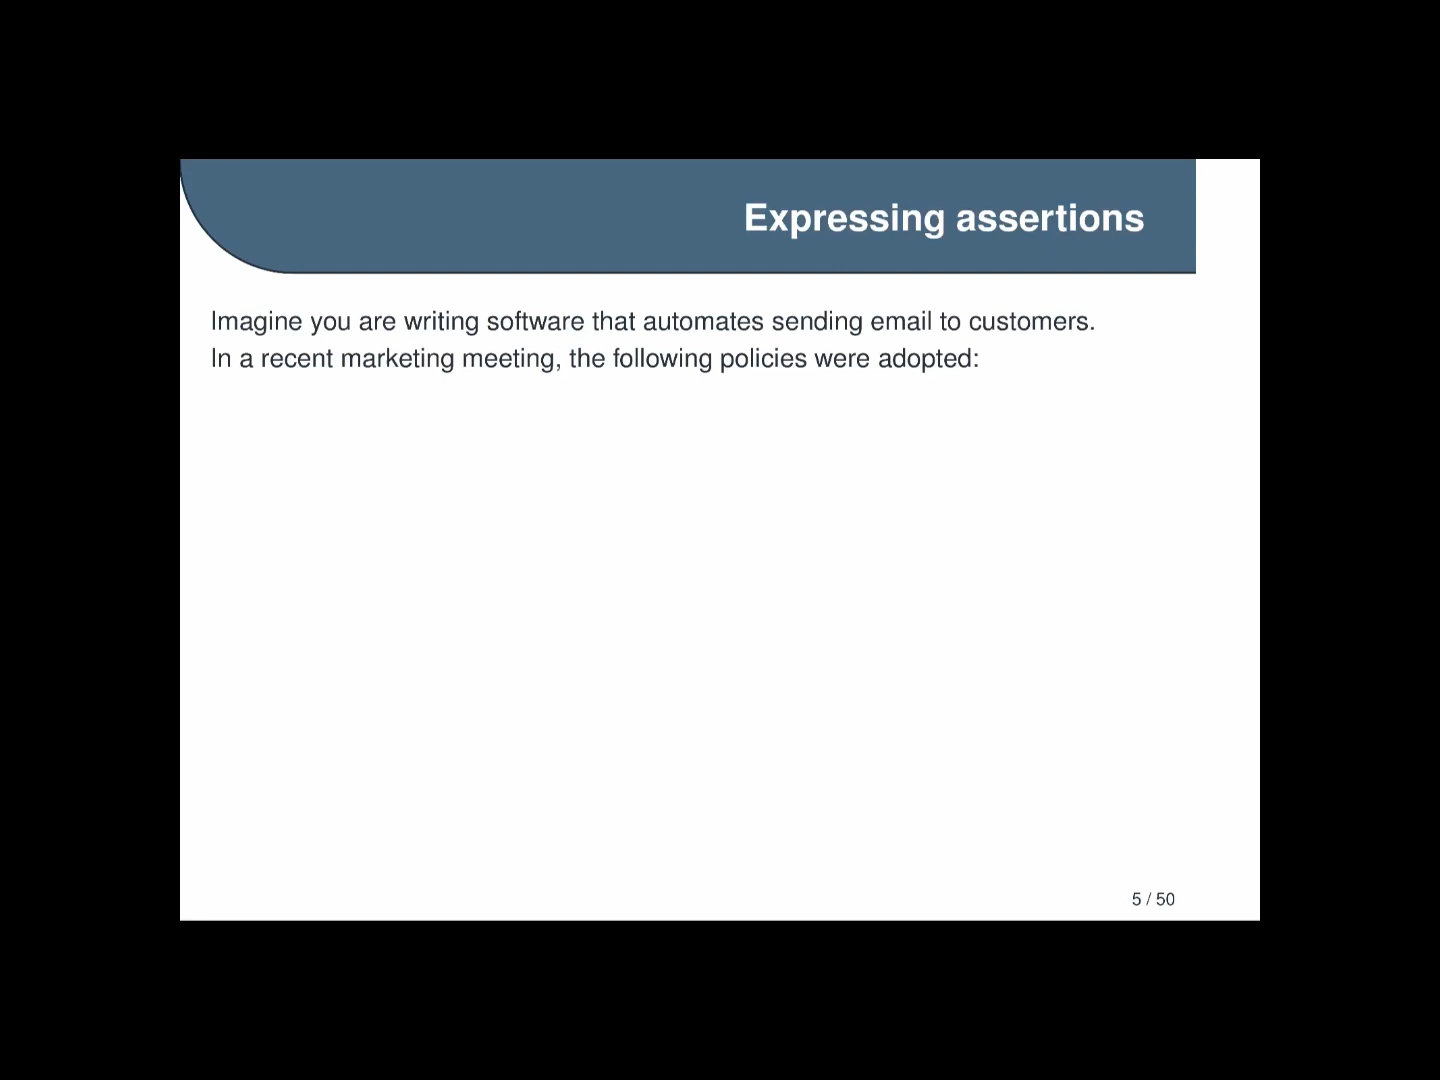 Expressing assertions
Imagine you are writing software that automates sending email to customers.
In a recent marketing meeting, the following policies were adopted:
5 / 50